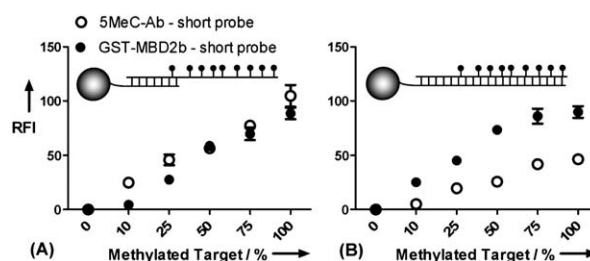 5MeC-Ab - short probe
GST-MBD2b - short probe
150
100
RFI
50
0
0
10
25
50
75
100
(A)
Methylated Target / %
150
100
50
0
0
10
25
50
75
100
(B)
Methylated Target / %